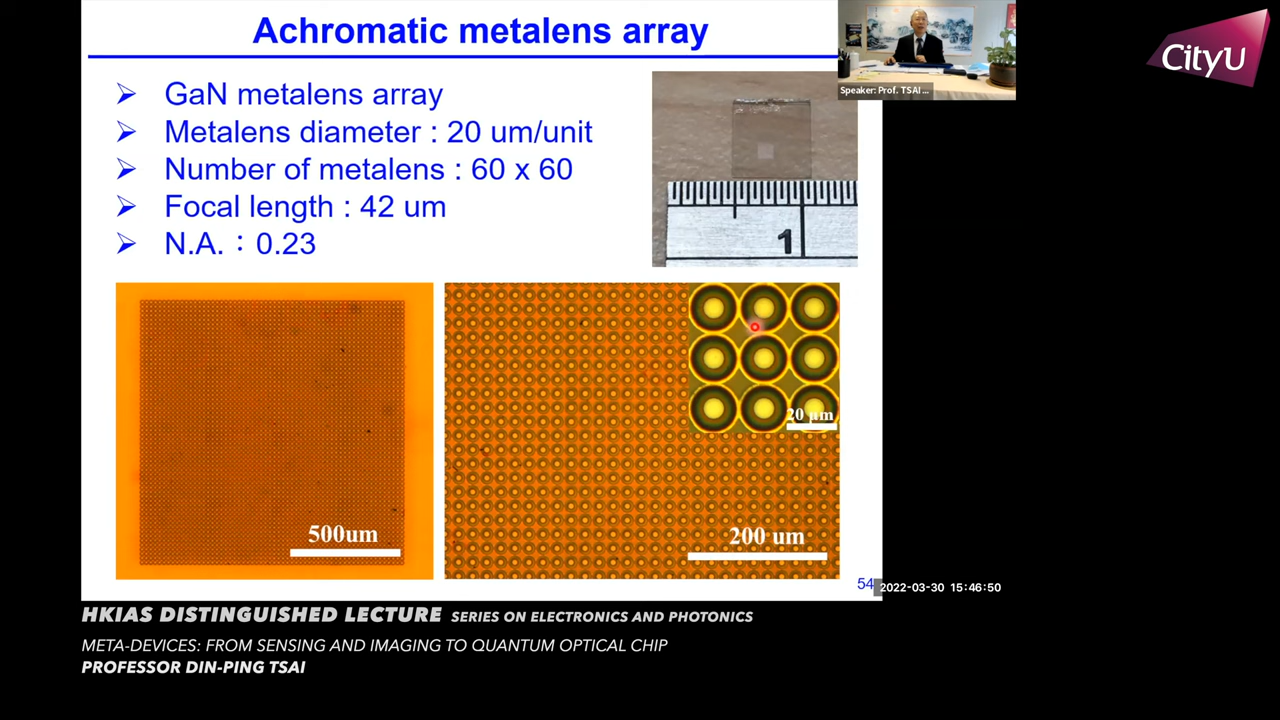 Achromatic metalens array
CityU
Speaker: Prof. TSAI ...
➢ GaN metalens array
➢ Metalens diameter : 20 um/unit
➢ Number of metalens : 60 x 60
➢ Focal length : 42 um
➢ N.A. : 0.23
1
20 μm
500um
200 um
54
2022-03-30 15:46:50
HKIAS DISTINGUISHED LECTURE SERIES ON ELECTRONICS AND PHOTONICS
META-DEVICES: FROM SENSING AND IMAGING TO QUANTUM OPTICAL CHIP
PROFESSOR DIN-PING TSAI